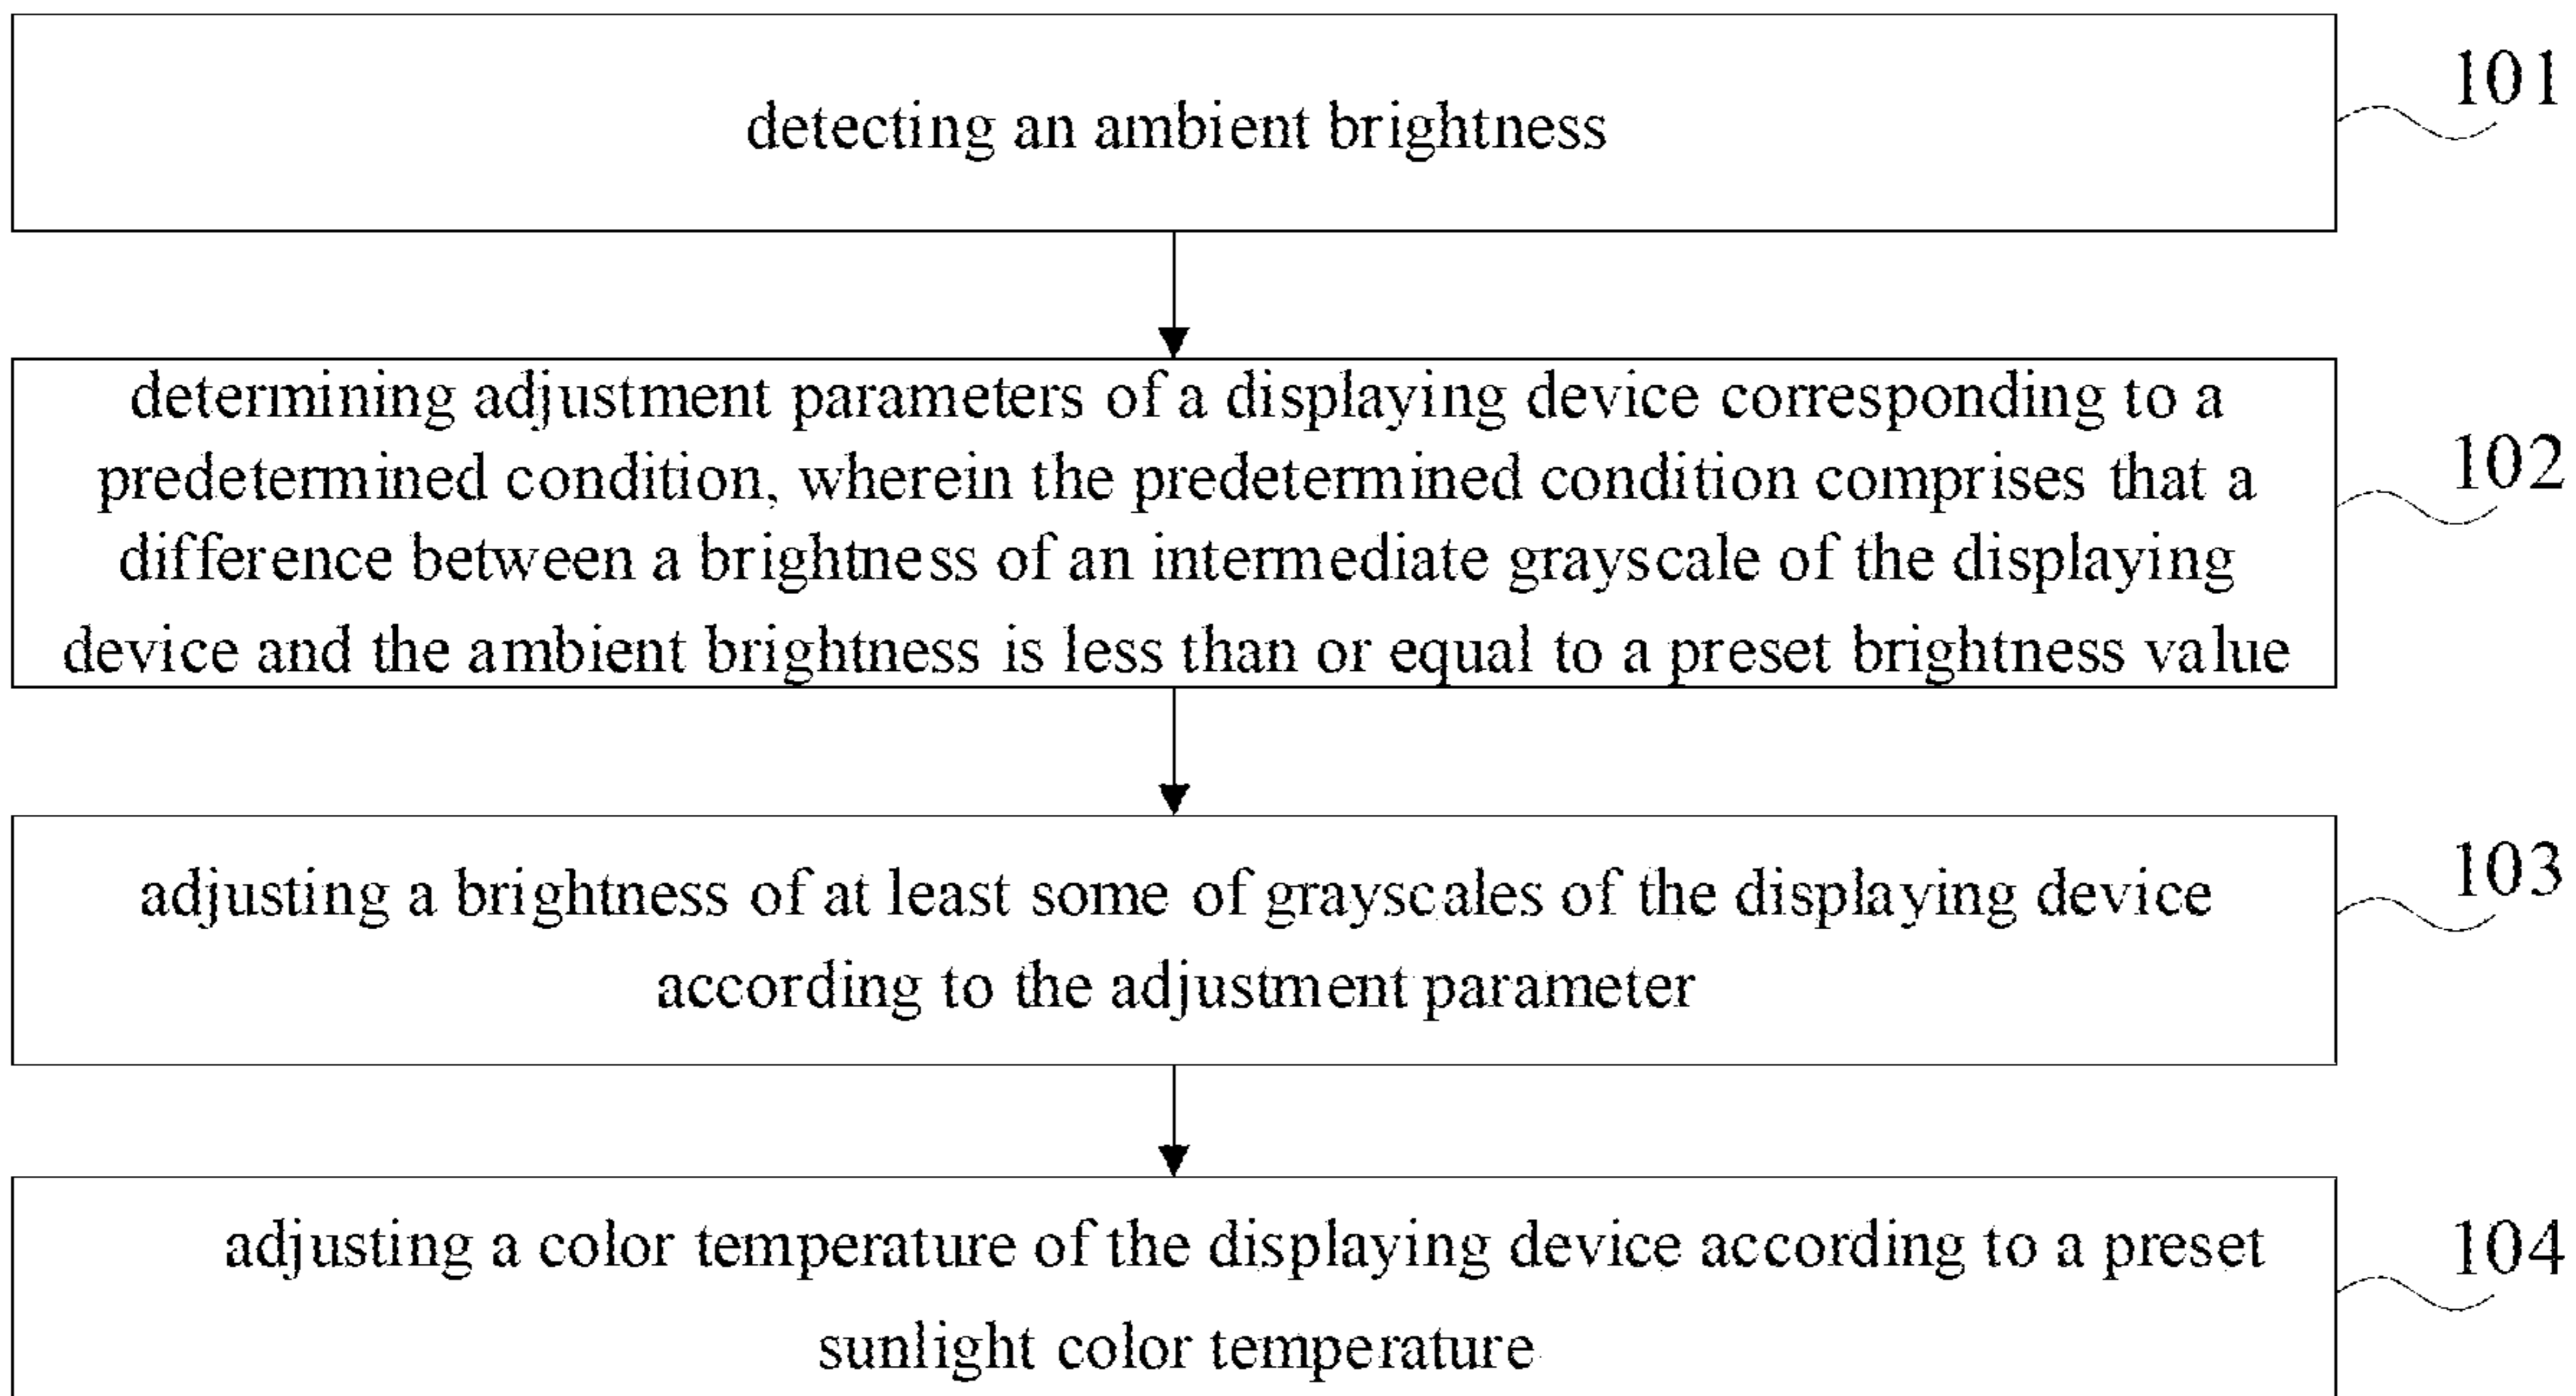 detecting an ambient brightness
101
determining adjustment parameters of a displaying device corresponding to a
predetermined condition, wherein the predetermined condition comprises that a
difference between a brightness of an intermediate grayscale of the displaying
device and the ambient brightness is less than or equal to a preset brightness value
102
adjusting a brightness of at least some of grayscales of the displaying device
according to the adjustment parameter
103
adjusting a color temperature of the displaying device according to a preset
sunlight color temperature
104